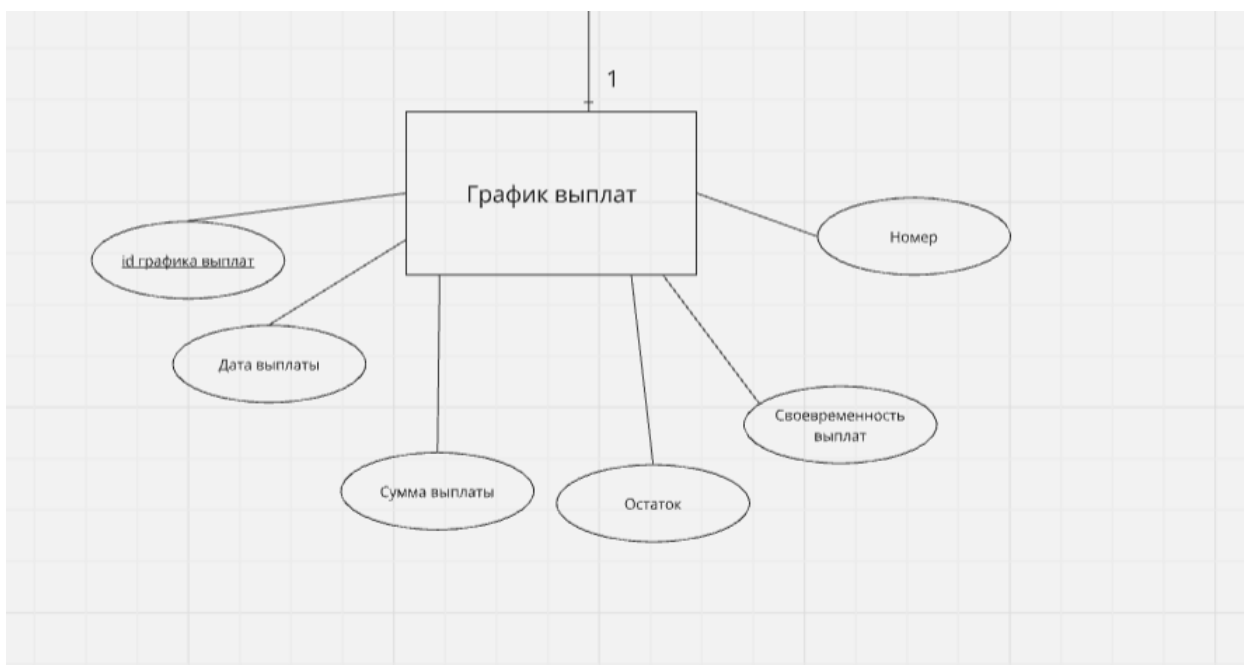 1
График выплат
Номер
id графика выплат
Дата выплаты
Своевременность
выплат
Сумма выплаты
Остаток